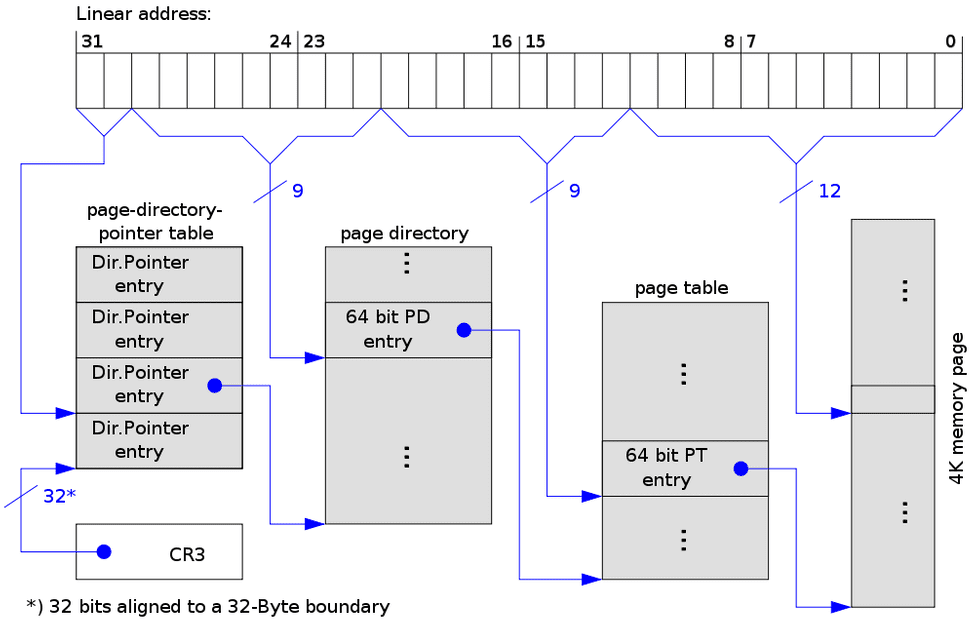 Linear address:
31 24 23 16 15 8 7 0
9 9 12
page-directory-
pointer table
page directory
page table
Dir.Pointer
entry
Dir.Pointer
entry
Dir.Pointer
entry
Dir.Pointer
entry
64 bit PD
entry
64 bit PT
entry
4K memory page
32*
CR3
*) 32 bits aligned to a 32-Byte boundary